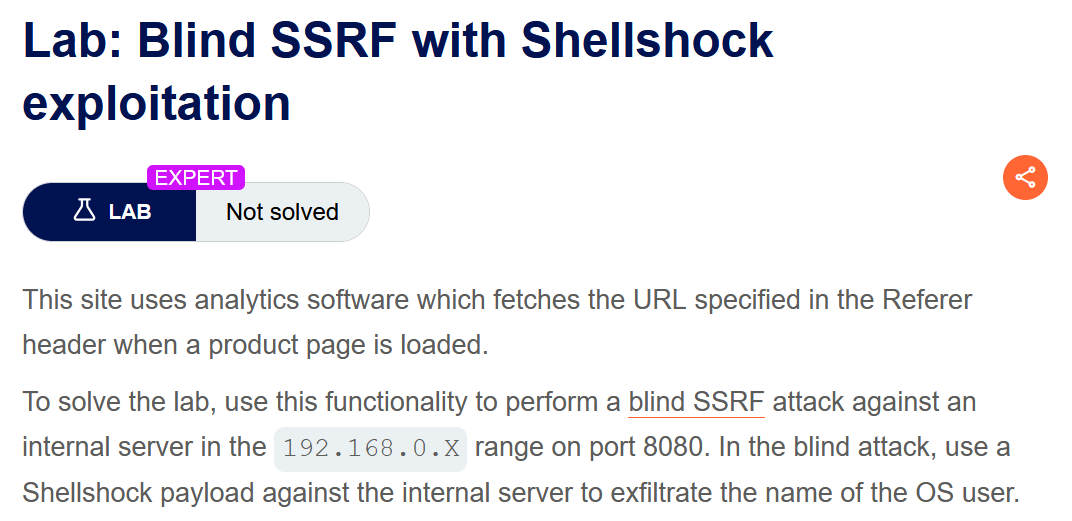 Lab: Blind SSRF with Shellshock
exploitation
EXPERT
LAB
Not solved
This site uses analytics software which fetches the URL specified in the Referer
header when a product page is loaded.
To solve the lab, use this functionality to perform a blind SSRF attack against an
internal server in the 192.168.0.X range on port 8080. In the blind attack, use a
Shellshock payload against the internal server to exfiltrate the name of the OS user.